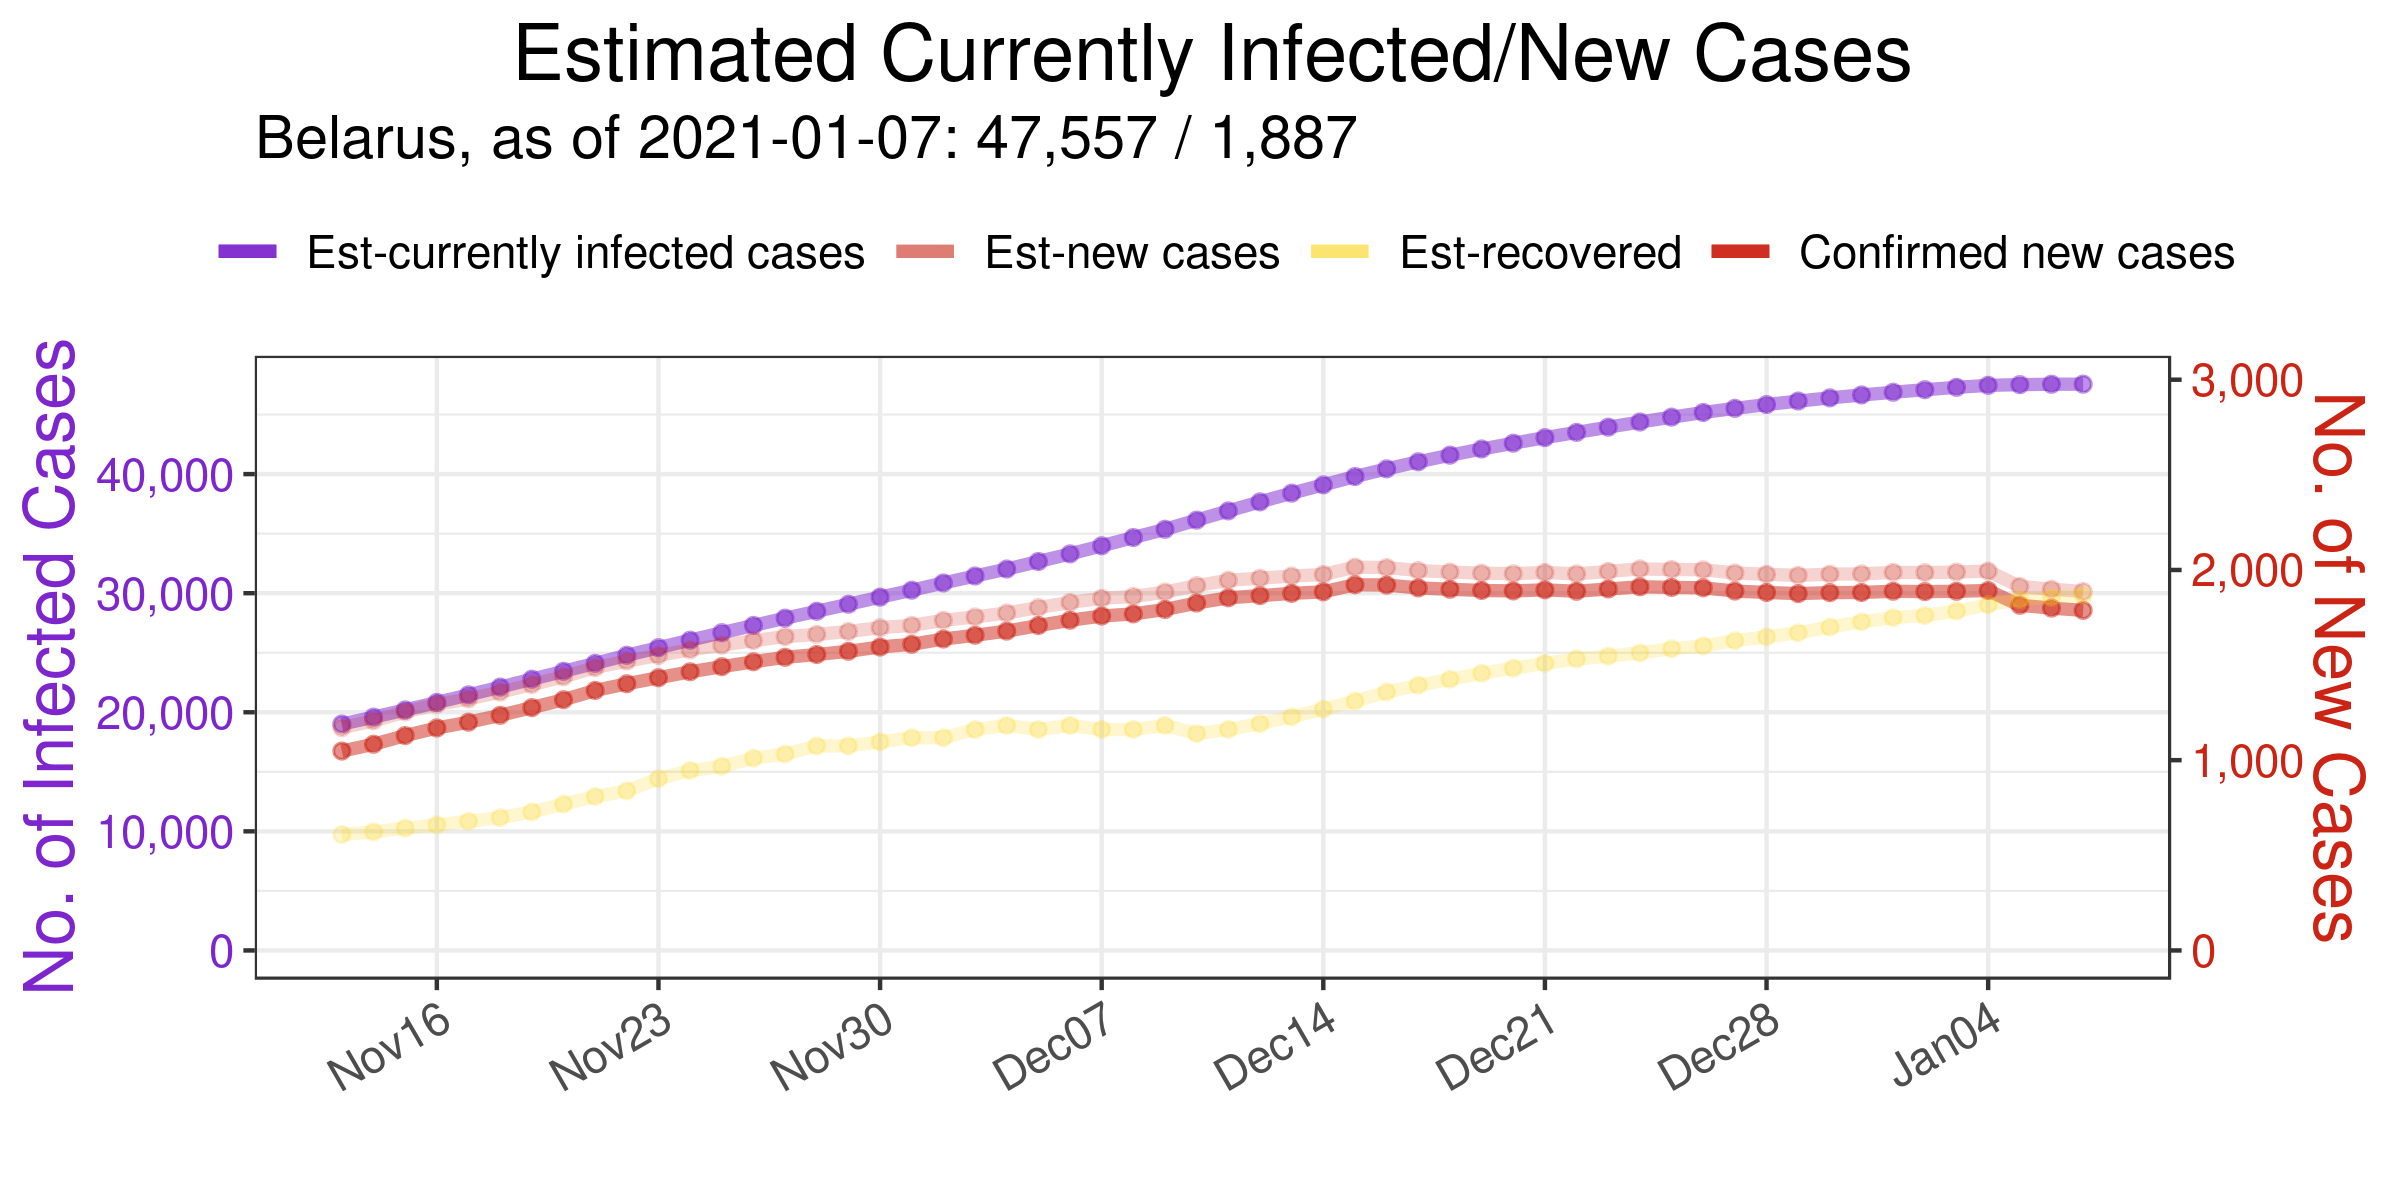 Estimated Currently Infected/New Cases
Belarus, as of 2021-01-07: 47,557 / 1,887
Est-currently infected cases Est-new cases Est-recovered Confirmed new cases
No. of Infected Cases
40,000
30,000
20,000
10,000
0
3,000
2,000
1,000
0
No. of New Cases
Nov16 Nov23 Nov30 Dec07 Dec14 Dec21 Dec28 Jan04